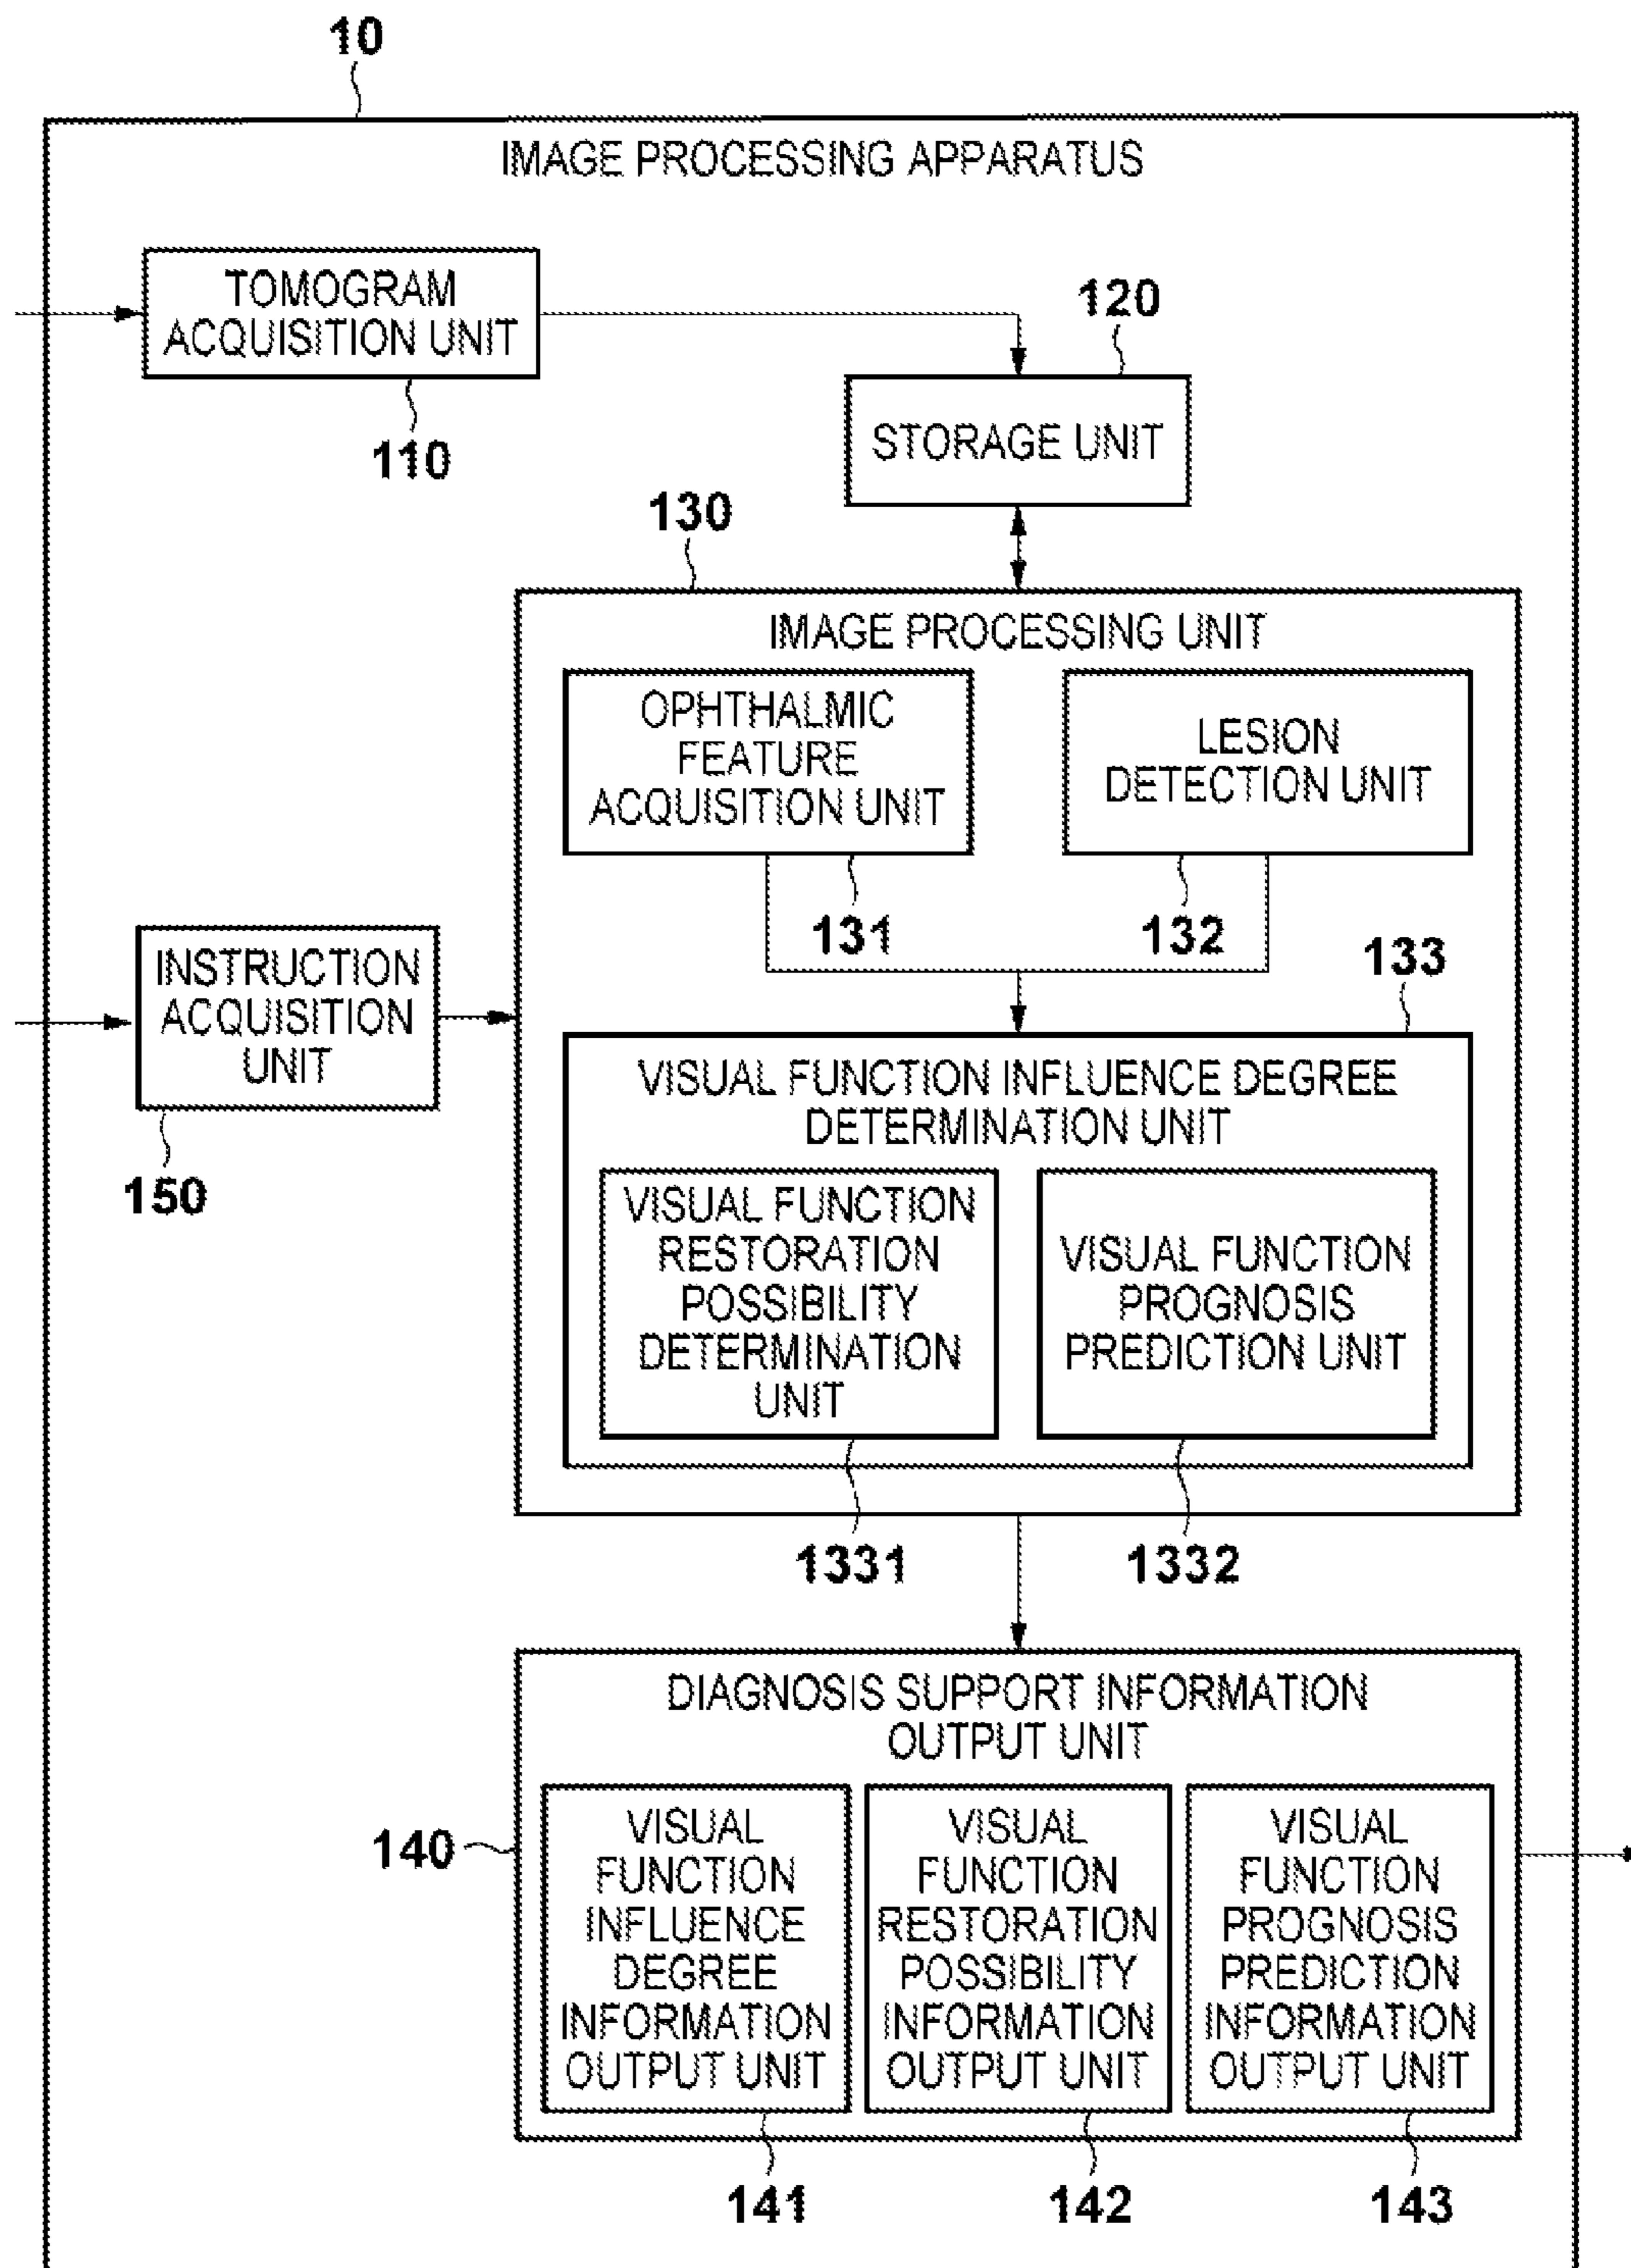 10
IMAGE PROCESSING APPARATUS
TOMOGRAM
ACQUISITION UNIT
110
120
STORAGE UNIT
130
IMAGE PROCESSING UNIT
OPHTHALMIC
FEATURE
ACQUISITION UNIT
131
LESION
DETECTION UNIT
132
INSTRUCTION
ACQUISITION
UNIT
150
133
VISUAL FUNCTION INFLUENCE DEGREE
DETERMINATION UNIT
VISUAL FUNCTION
RESTORATION
POSSIBILITY
DETERMINATION
UNIT
1331
VISUAL FUNCTION
PROGNOSIS
PREDICTION UNIT
1332
DIAGNOSIS SUPPORT INFORMATION
OUTPUT UNIT
140
VISUAL
FUNCTION
INFLUENCE
DEGREE
INFORMATION
OUTPUT UNIT
141
VISUAL
FUNCTION
RESTORATION
POSSIBILITY
INFORMATION
OUTPUT UNIT
142
VISUAL
FUNCTION
PROGNOSIS
PREDICTION
INFORMATION
OUTPUT UNIT
143